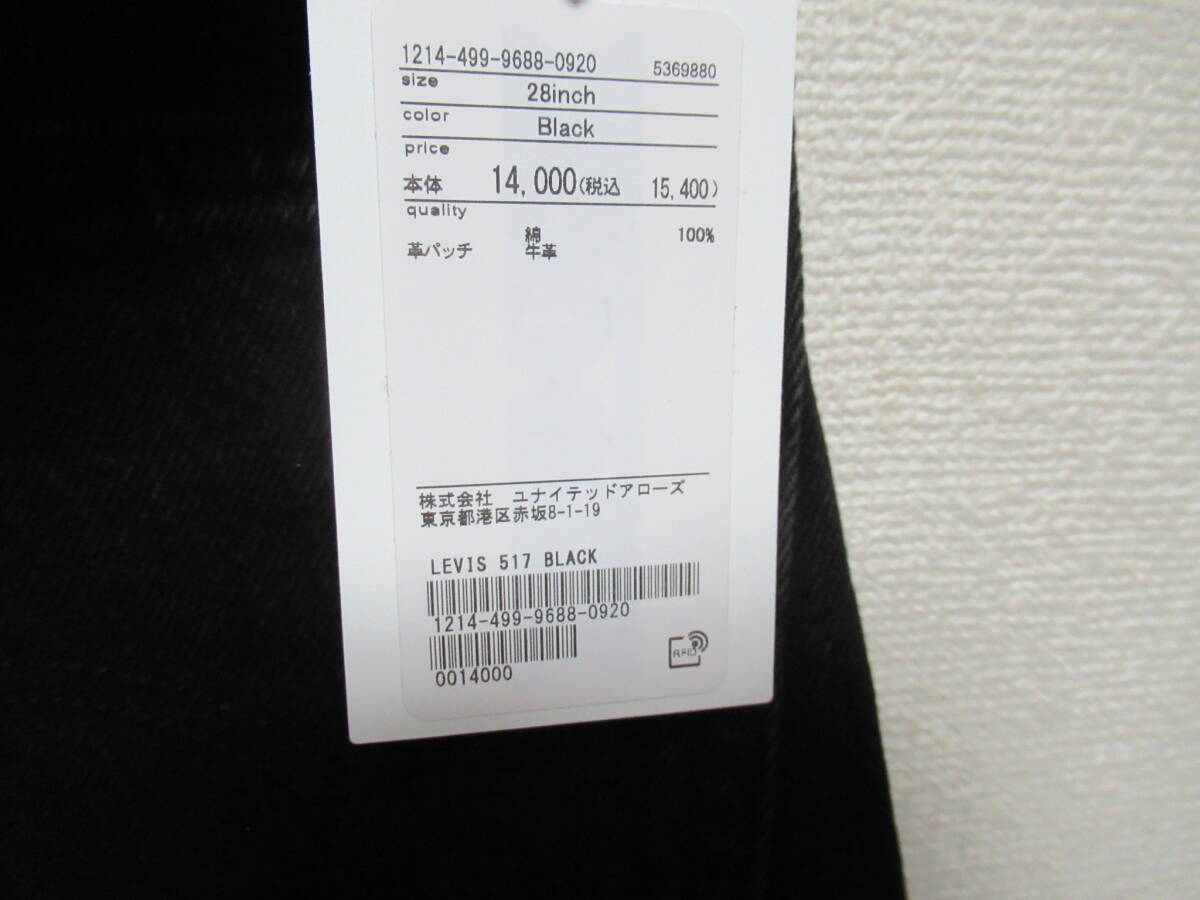 1214-499-9688-0920 5369880
size 28inch
color Black
price
本体 14,000(税込 15,400)
quality
綿 100%
革パッチ 牛革
株式会社 ユナイテッドアローズ
東京都港区赤坂8-1-19
LEVIS 517 BLACK
1214-499-9688-0920
0014000
RFID